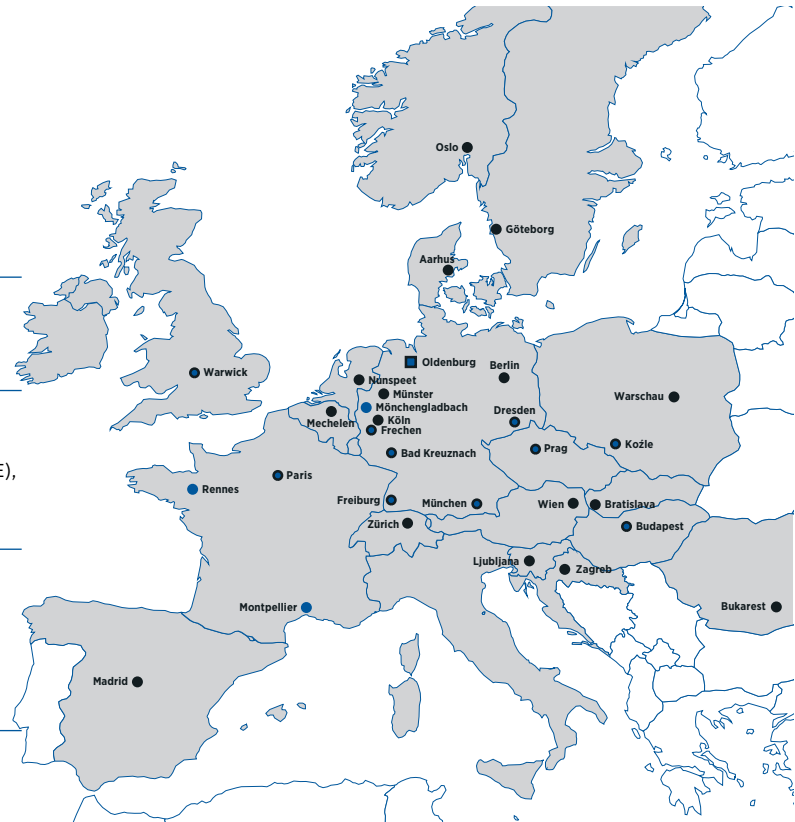 Oslo
Göteborg
Aarhus
Oldenburg
Warwick
Berlin
Nunspeet
Münster
Warschau
Mönchengladbach
Dresden
Mechelen
Köln
Frechen
Koźle
Prag
Bad Kreuznach
E),
Paris
Rennes
Freiburg
München
Wien
Bratislava
Zürich
Budapest
Ljubljana
Zagreb
Montpellier
Bukarest
Madrid